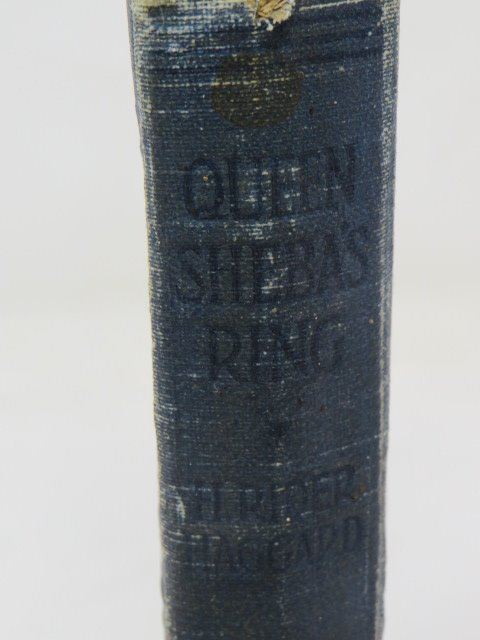 QUEEN
SHEBA'S
RING
H. RIDER
HAGGARD